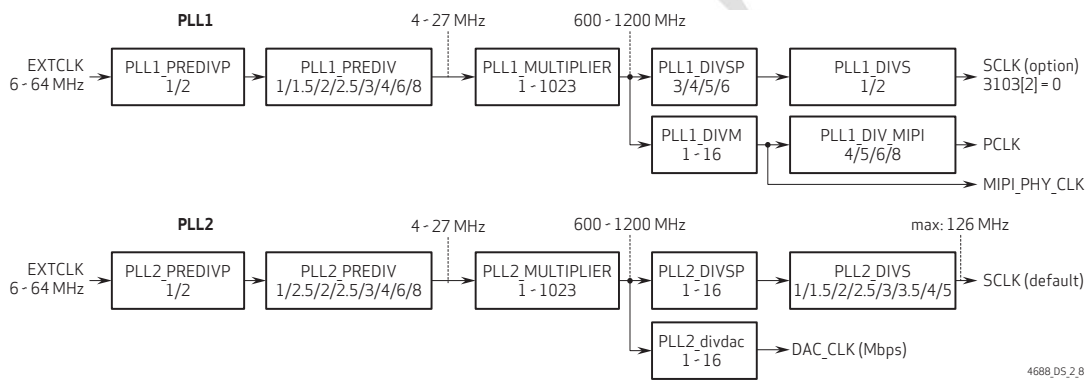 PLL1
4 - 27 MHz
600 - 1200 MHz
EXTCLK
6 - 64 MHz
PLL1_PREDIVP
1/2
PLL1_PREDIV
1/1.5/2/2.5/3/4/6/8
PLL1_MULTIPLIER
1 - 1023
PLL1_DIVSP
3/4/5/6
PLL1_DIVS
1/2
SCLK (option)
3103[2] = 0
PLL1_DIVM
1 - 16
PLL1_DIV_MIPI
4/5/6/8
PCLK
MIPI_PHY_CLK
PLL2
4 - 27 MHz
600 - 1200 MHz
max: 126 MHz
EXTCLK
6 - 64 MHz
PLL2_PREDIVP
1/2
PLL2_PREDIV
1/2.5/2/2.5/3/4/6/8
PLL2_MULTIPLIER
1 - 1023
PLL2_DIVSP
1 - 16
PLL2_DIVS
1/1.5/2/2.5/3/3.5/4/5
SCLK (default)
PLL2_divdac
1 - 16
DAC_CLK (Mbps)
4688_DS_2_8